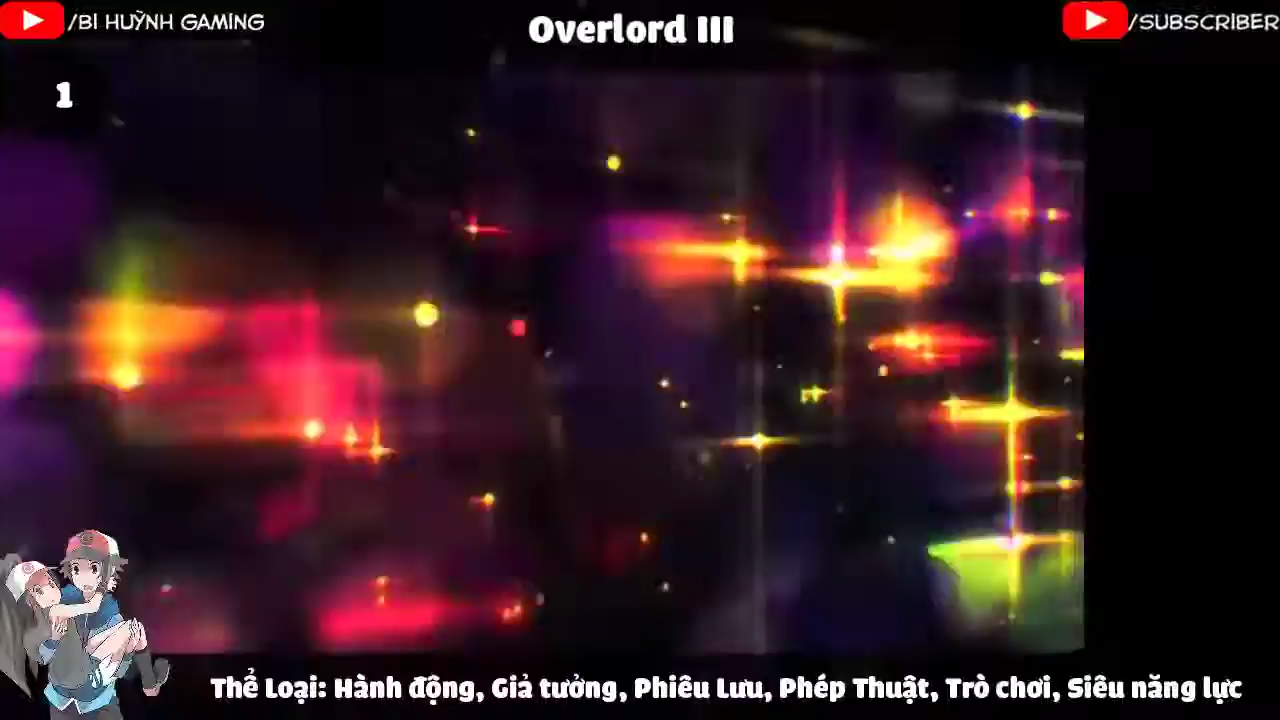 /BI HUỲNH GAMING
Overlord III
/SUBSCRIBER
1
Thể Loại: Hành động, Giả tưởng, Phiêu Lưu, Phép Thuật, Trò chơi, Siêu năng lực